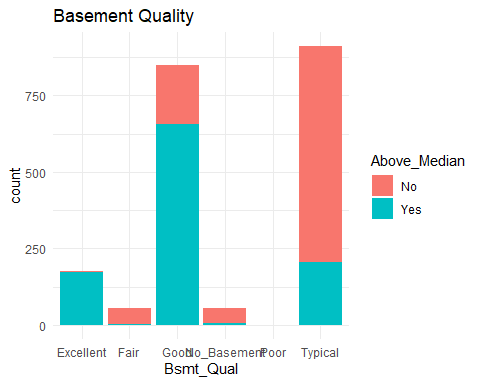 Basement Quality
750
500
250
0
count
Excellent Fair Good No_Basement Poor Typical
Bsmt_Qual
Above_Median
No
Yes